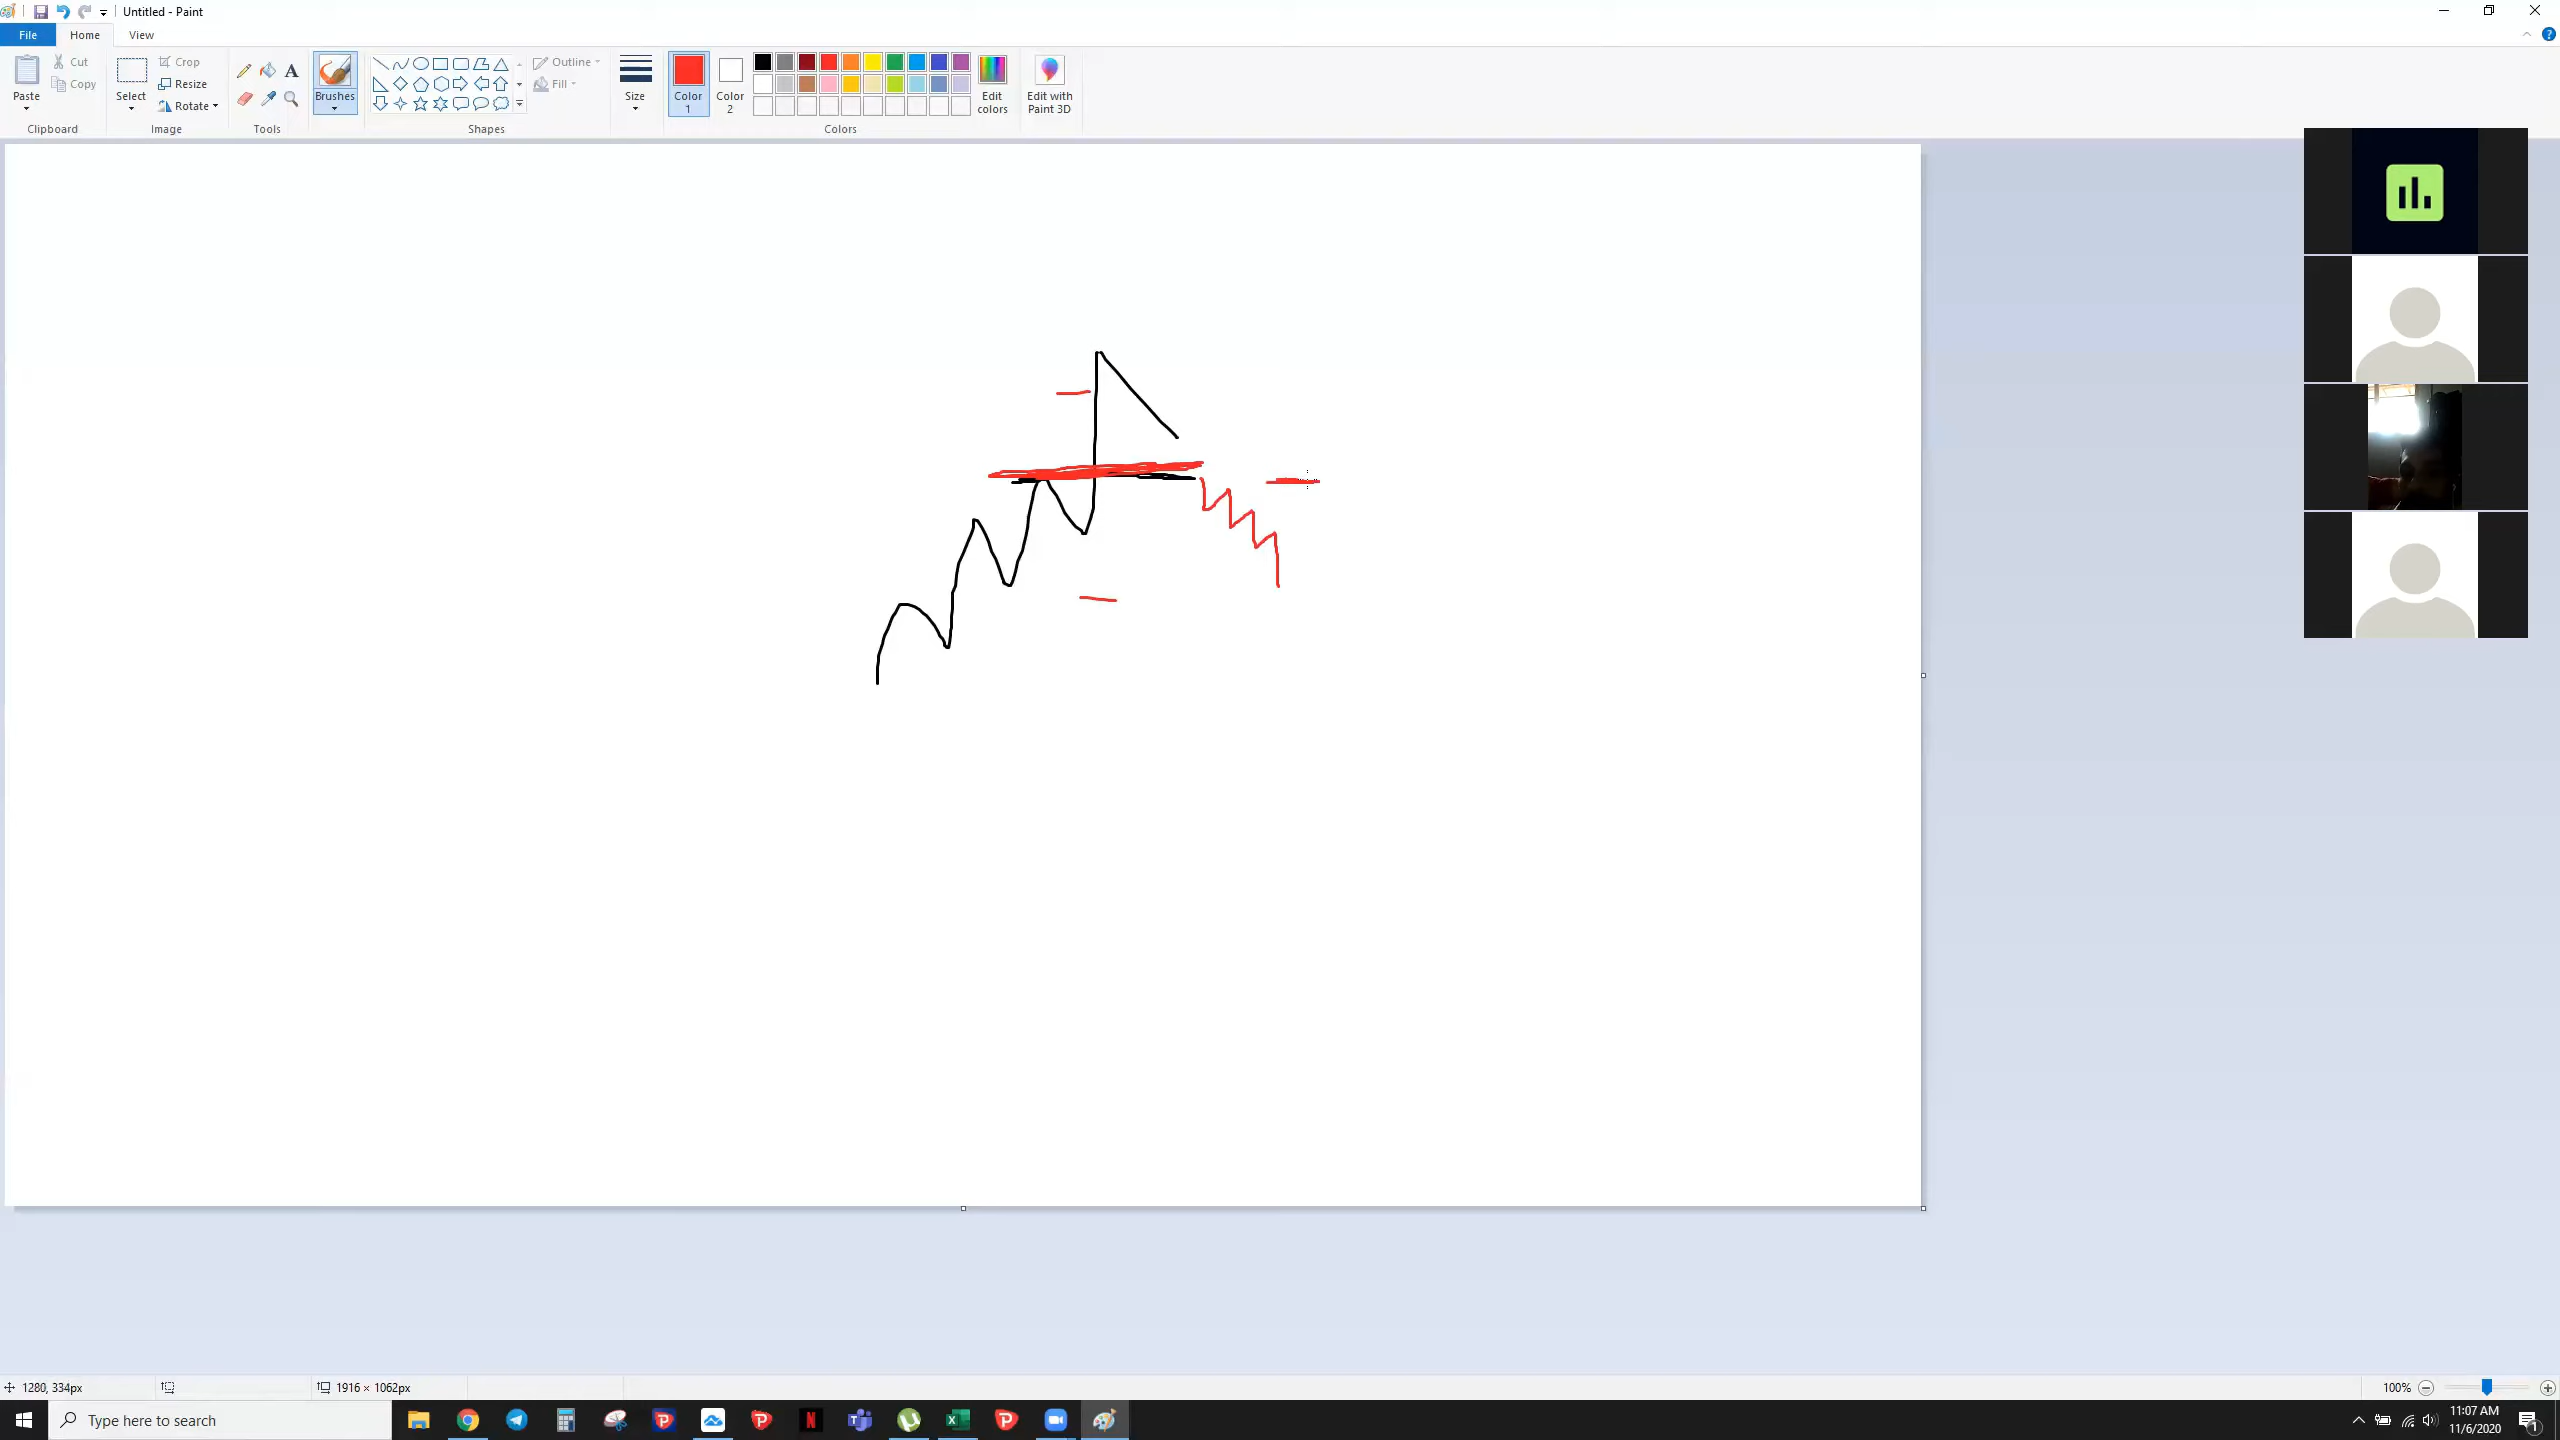 Untitled - Paint
File Home View
Paste
Cut
Copy
Clipboard
Select
Crop
Resize
Rotate
Image
A
Tools
Brushes
Shapes
Outline
Fill
Size
Color 1
Color 2
Colors
Edit colors
Edit with Paint 3D
1280, 334px
1916 × 1062px
100%
Type here to search
11:07 AM
11/6/2020
1